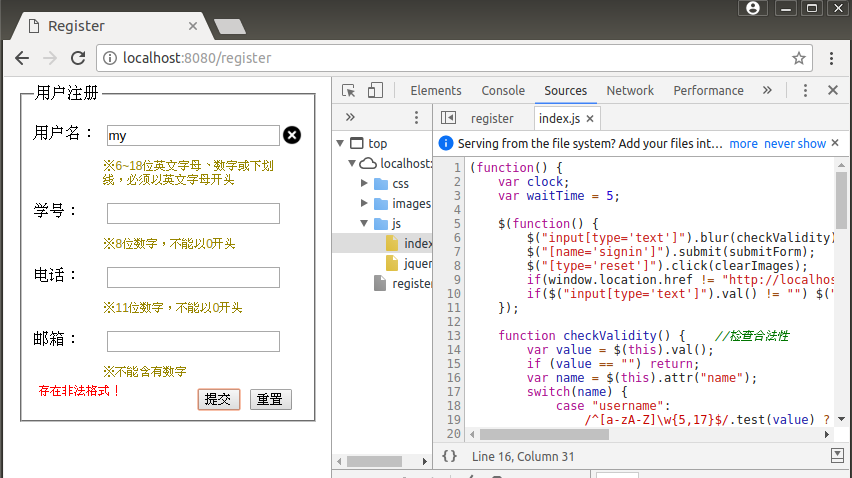 Register
localhost:8080/register
用户注册
用户名：
my
※6~18位英文字母、数字或下划
线，必须以英文字母开头
学号：
※8位数字，不能以0开头
电话：
※11位数字，不能以0开头
邮箱：
※不能含有数字
存在非法格式！
提交 重置
Elements Console Sources Network Performance »
»
top
localhost:
css
images
js
index
jquer
register
register index.js ×
Serving from the file system? Add your files int… more never show ×
1 (function() {
2 var clock;
3 var waitTime = 5;
4
5 $(function() {
6 $("input[type='text']").blur(checkValidity)
7 $("[name='signin']").submit(submitForm);
8 $("[type='reset']").click(clearImages);
9 if(window.location.href != "http://localhos
10 if($("input[type='text']").val() != "") $("
11 });
12
13 function checkValidity() { //检查合法性
14 var value = $(this).val();
15 if (value == "") return;
16 var name = $(this).attr("name");
17 switch(name) {
18 case "username":
19 /^[a-zA-Z]\w{5,17}$/.test(value) ?
20
{} Line 16, Column 31